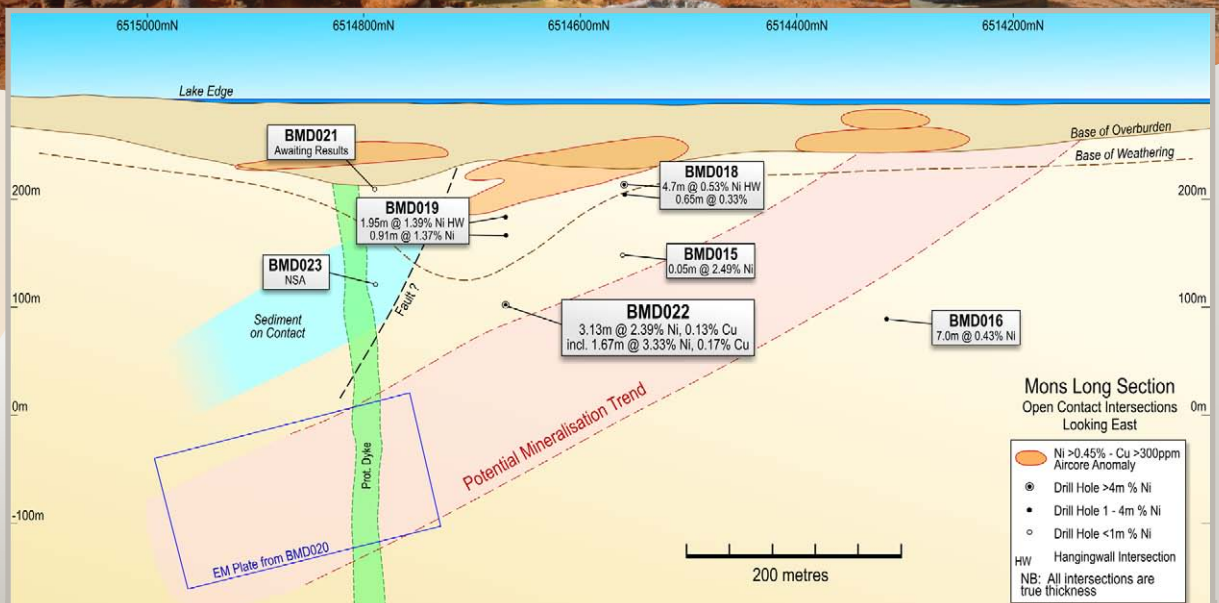 6515000mN
6514800mN
6514600mN
6514400mN
6514200mN
Lake Edge
Base of Overburden
Base of Weathering
BMD021
Awaiting Results
BMD018
4.7m @ 0.53% Ni HW
0.65m @ 0.33%
200m
200m
BMD019
1.95m @ 1.39% Ni HW
0.91m @ 1.37% Ni
BMD015
0.05m @ 2.49% Ni
BMD023
NSA
Fault ?
100m
100m
Sediment
on Contact
BMD022
3.13m @ 2.39% Ni, 0.13% Cu
incl. 1.67m @ 3.33% Ni, 0.17% Cu
BMD016
7.0m @ 0.43% Ni
0m
0m
Potential Mineralisation Trend
Prot. Dyke
-100m
EM Plate from BMD020
200 metres
Mons Long Section
Open Contact Intersections
Looking East
Ni >0.45% - Cu >300ppm
Aircore Anomaly
Drill Hole >4m % Ni
Drill Hole 1 - 4m % Ni
Drill Hole <1m % Ni
HW Hangingwall Intersection
NB: All intersections are
true thickness